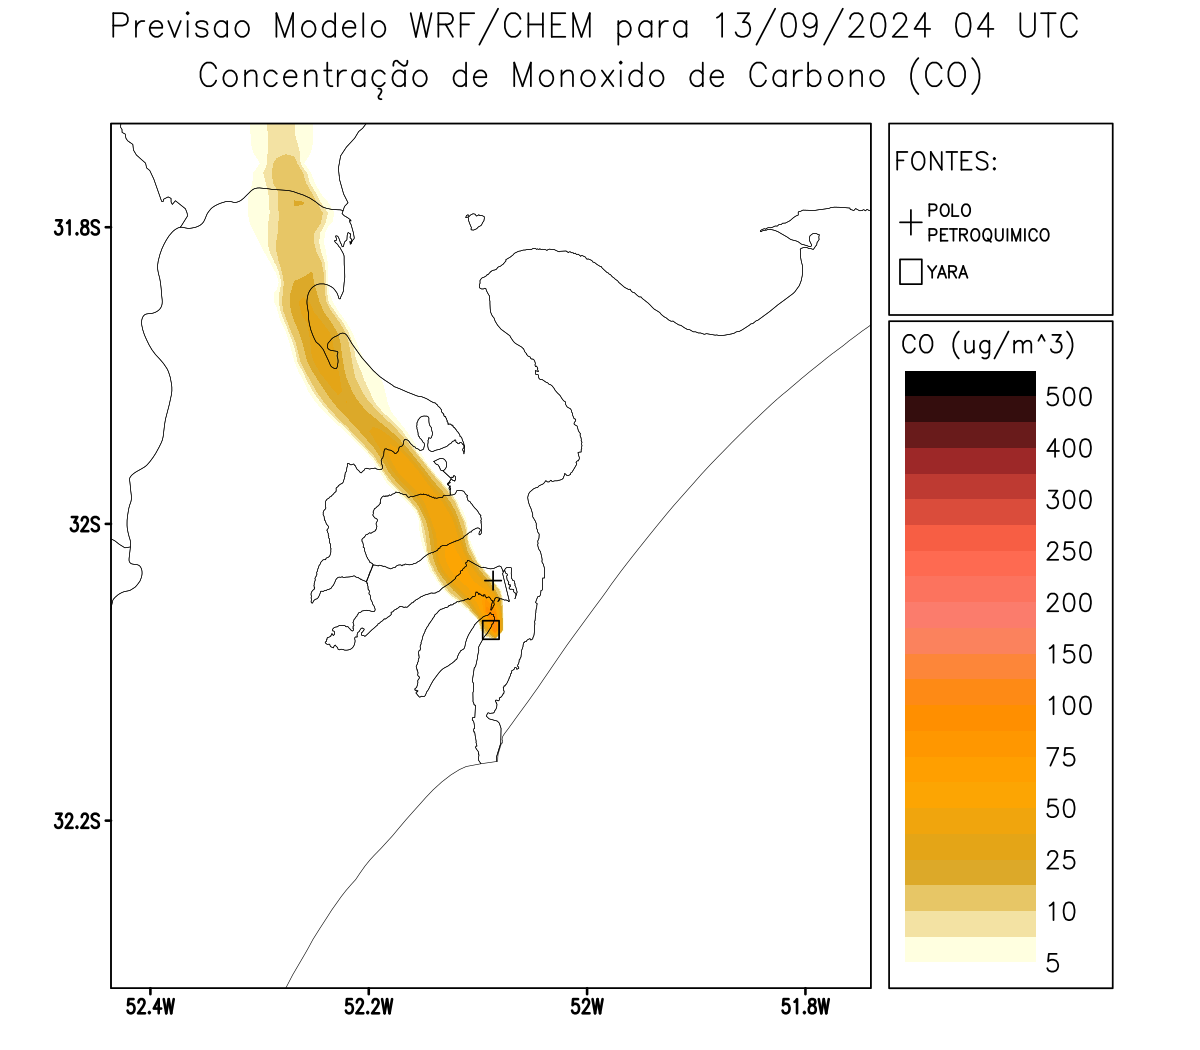 Previsao Modelo WRF/CHEM para 13/09/2024 04 UTC
Concentração de Monoxido de Carbono (CO)
FONTES:
POLO
PETROQUIMICO
YARA
31.8S
32S
32.2S
52.4W
52.2W
52W
51.8W
CO (ug/m^3)
500
400
300
250
200
150
100
75
50
25
10
5